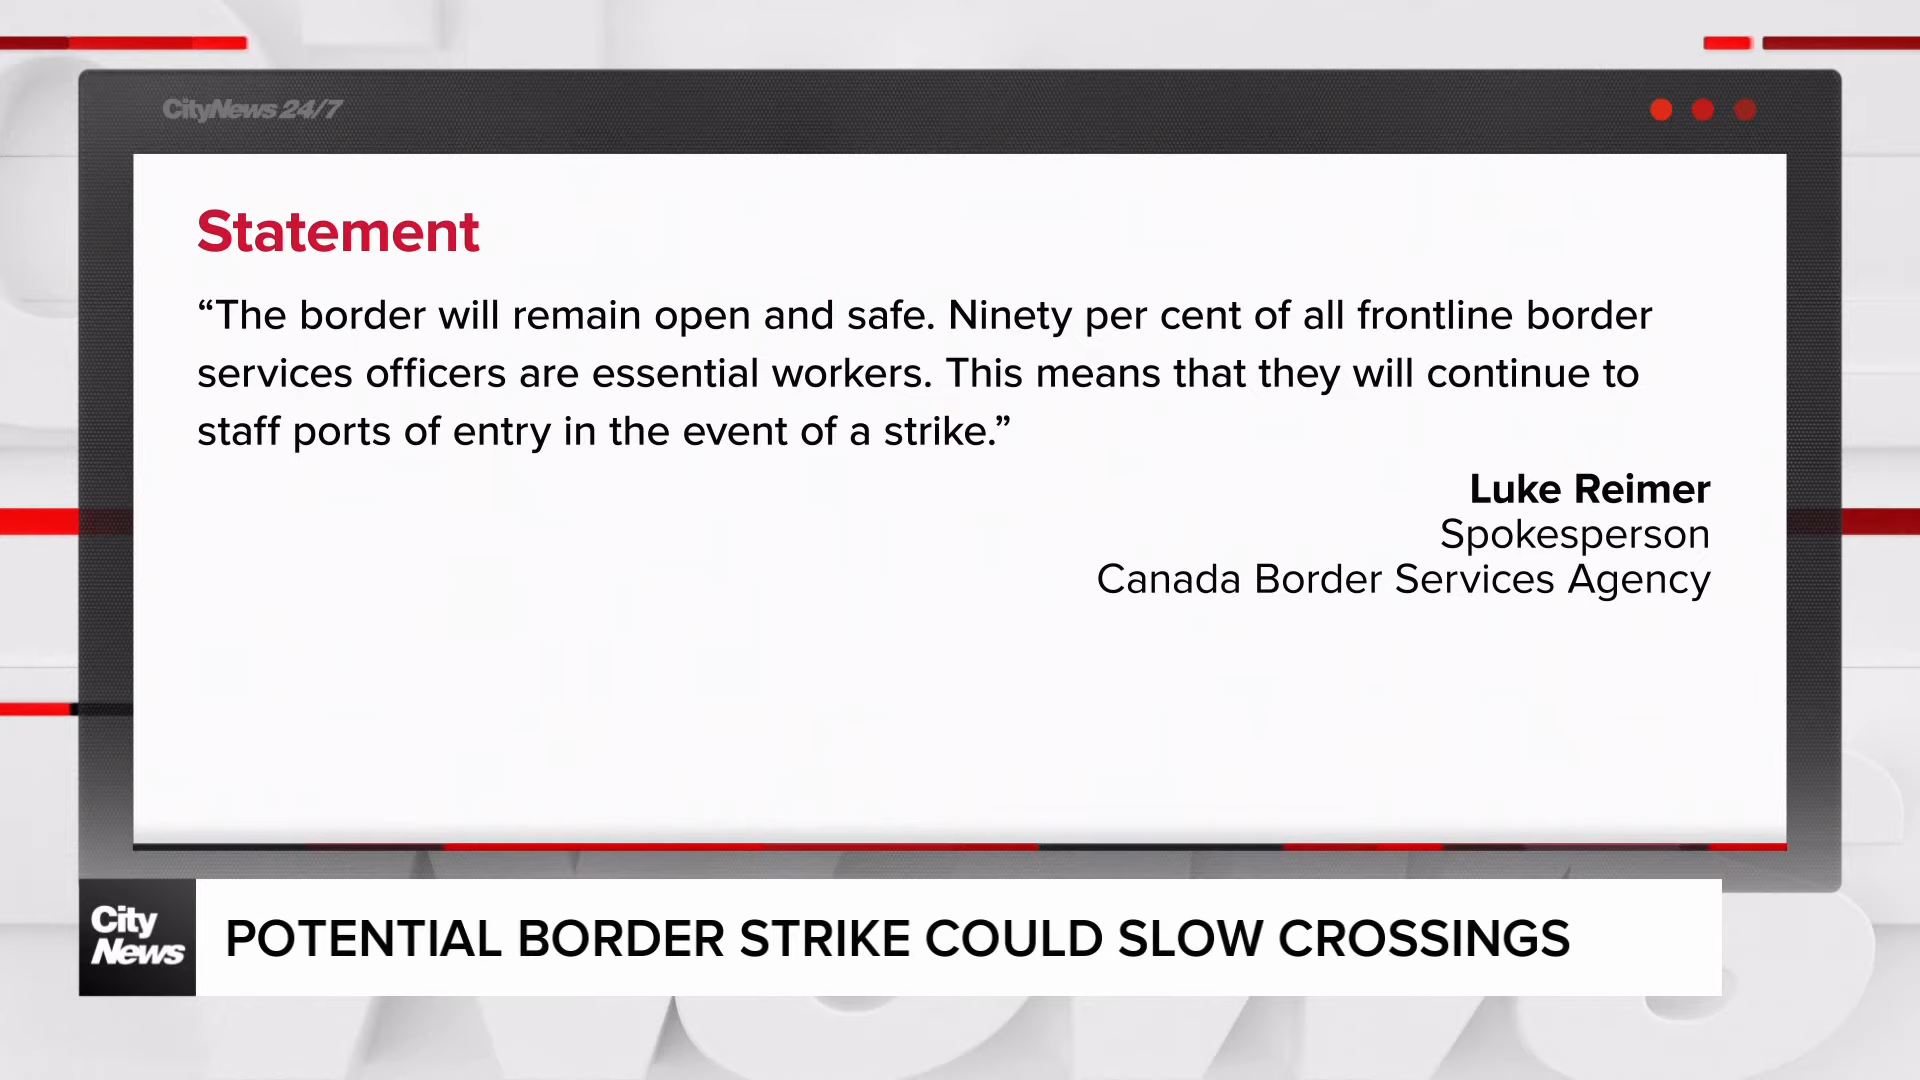 CityNews 24/7
Statement
“The border will remain open and safe. Ninety per cent of all frontline border
services officers are essential workers. This means that they will continue to
staff ports of entry in the event of a strike.”
Luke Reimer
Spokesperson
Canada Border Services Agency
City
News
POTENTIAL BORDER STRIKE COULD SLOW CROSSINGS